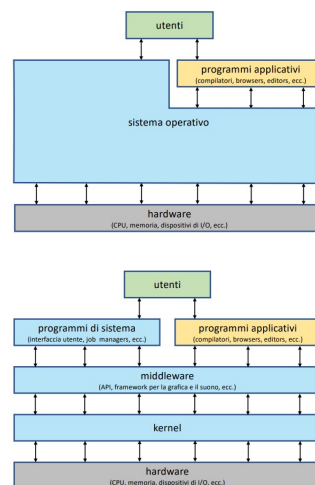 utenti
programmi applicativi
(compilatori, browsers, editors, ecc.)
sistema operativo
hardware
(CPU, memoria, dispositivi di I/O, ecc.)
utenti
programmi di sistema
(interfaccia utente, job managers, ecc.)
programmi applicativi
(compilatori, browsers, editors, ecc.)
middleware
(API, framework per la grafica e il suono, ecc.)
kernel
hardware
(CPU, memoria, dispositivi di I/O, ecc.)